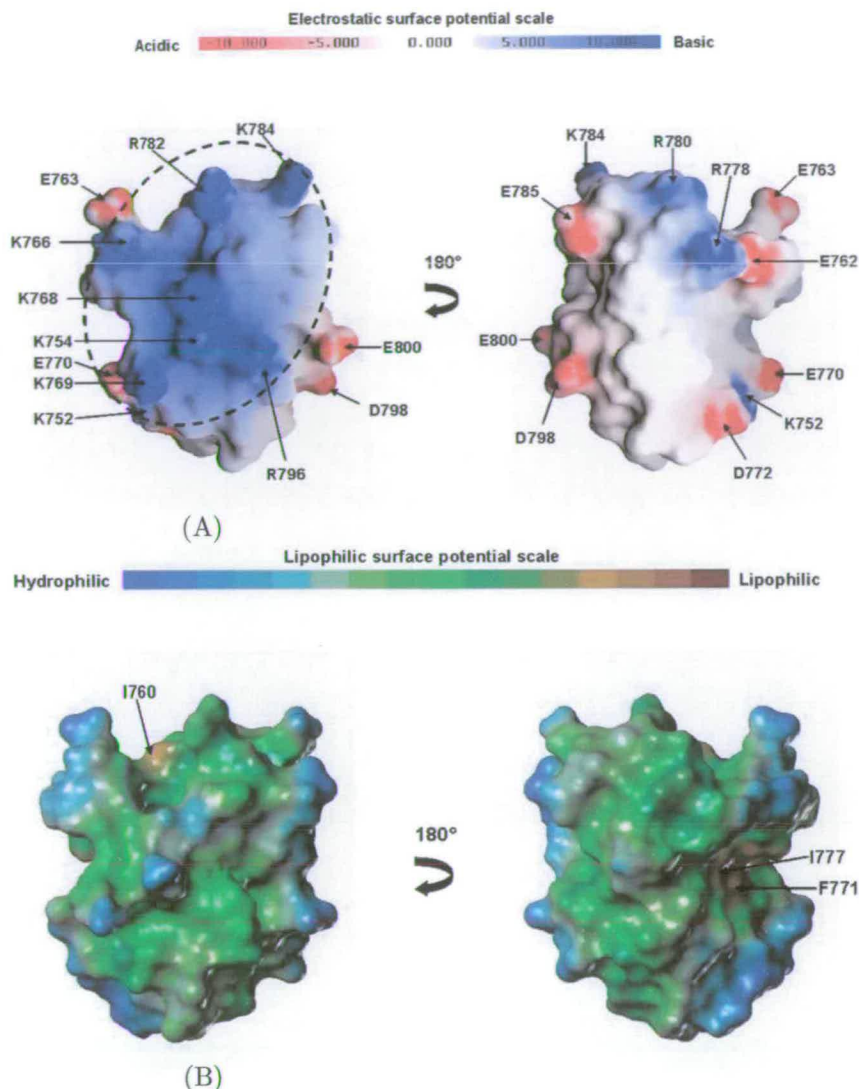 Electrostatic surface potential scale
Acidic -10.000 -5.000 0.000 5.000 10.000 Basic
K784
R782
E763
K766
K768
K754
E770
K769
K752
E800
D798
R796
180°
K784
R780
R778
E763
E785
E762
E800
E770
K752
D798
D772
(A)
Lipophilic surface potential scale
Hydrophilic Lipophilic
I760
180°
I777
F771
(B)